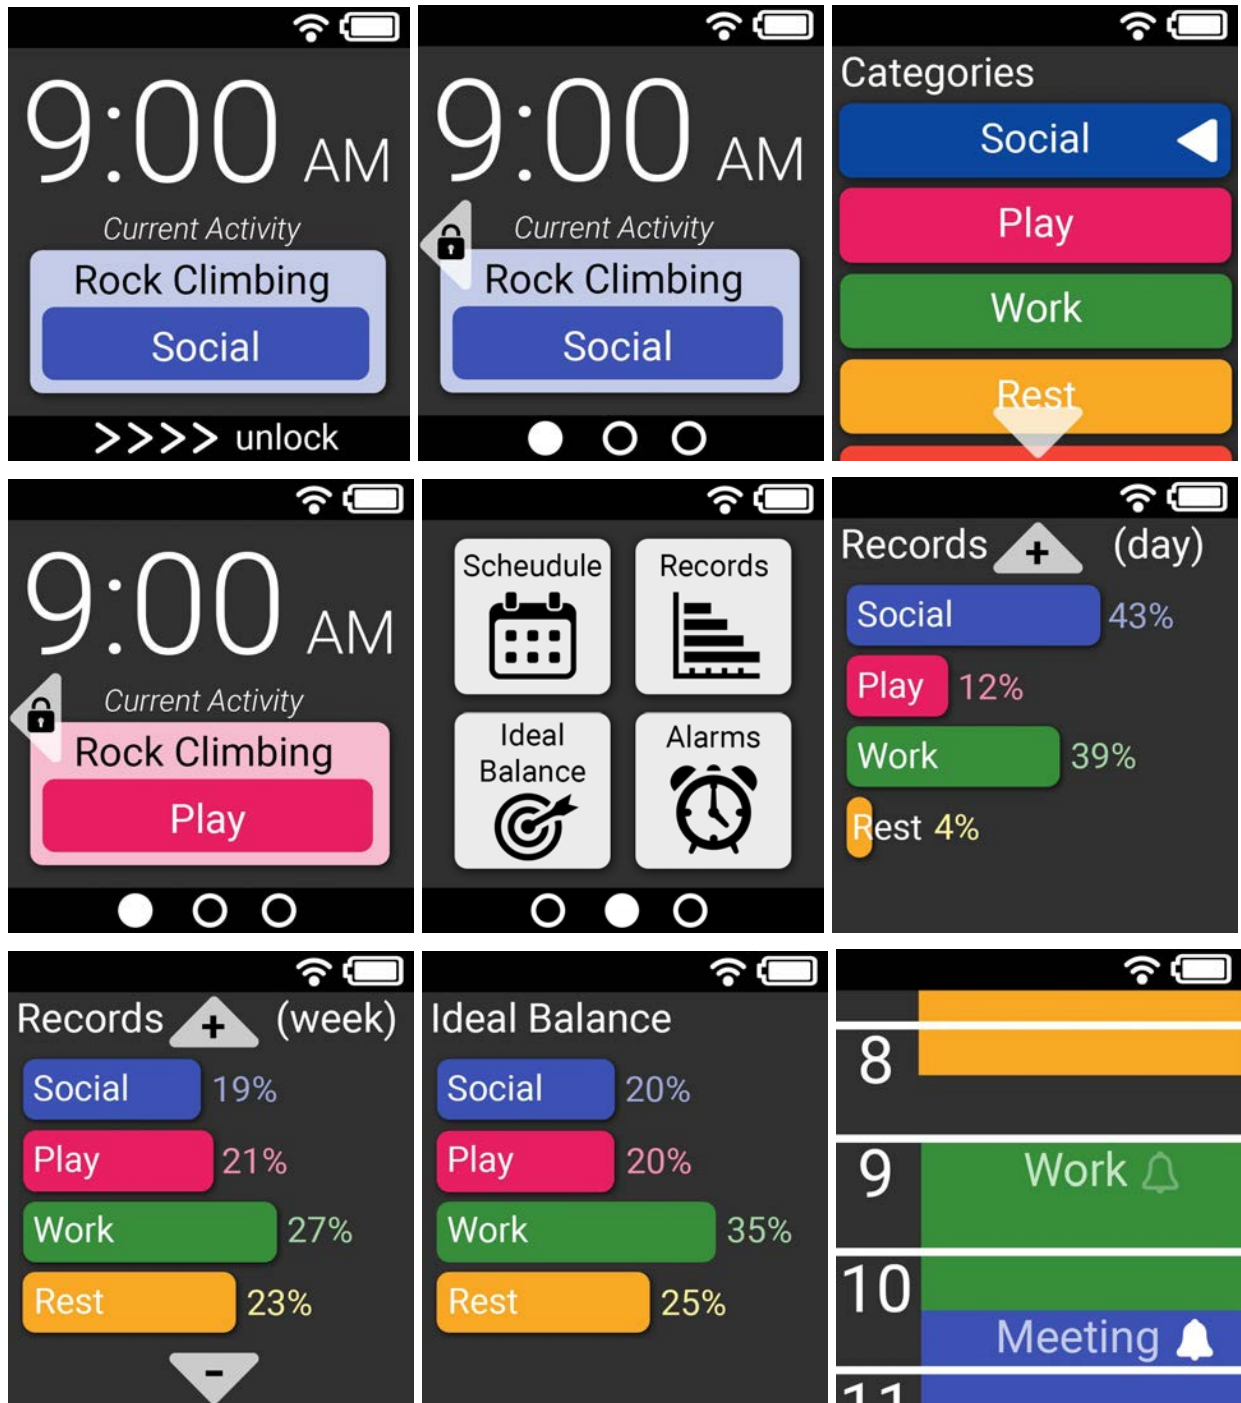 9:00 AM
Current Activity
Rock Climbing
Social
>>>> unlock
9:00 AM
Current Activity
Rock Climbing
Social
Categories
Social
Play
Work
Rest
9:00 AM
Current Activity
Rock Climbing
Play
Scheudule
Records
Ideal
Balance
Alarms
Records + (day)
Social 43%
Play 12%
Work 39%
Rest 4%
Records + (week)
Social 19%
Play 21%
Work 27%
Rest 23%
-
Ideal Balance
Social 20%
Play 20%
Work 35%
Rest 25%
8
9 Work
10
Meeting
11